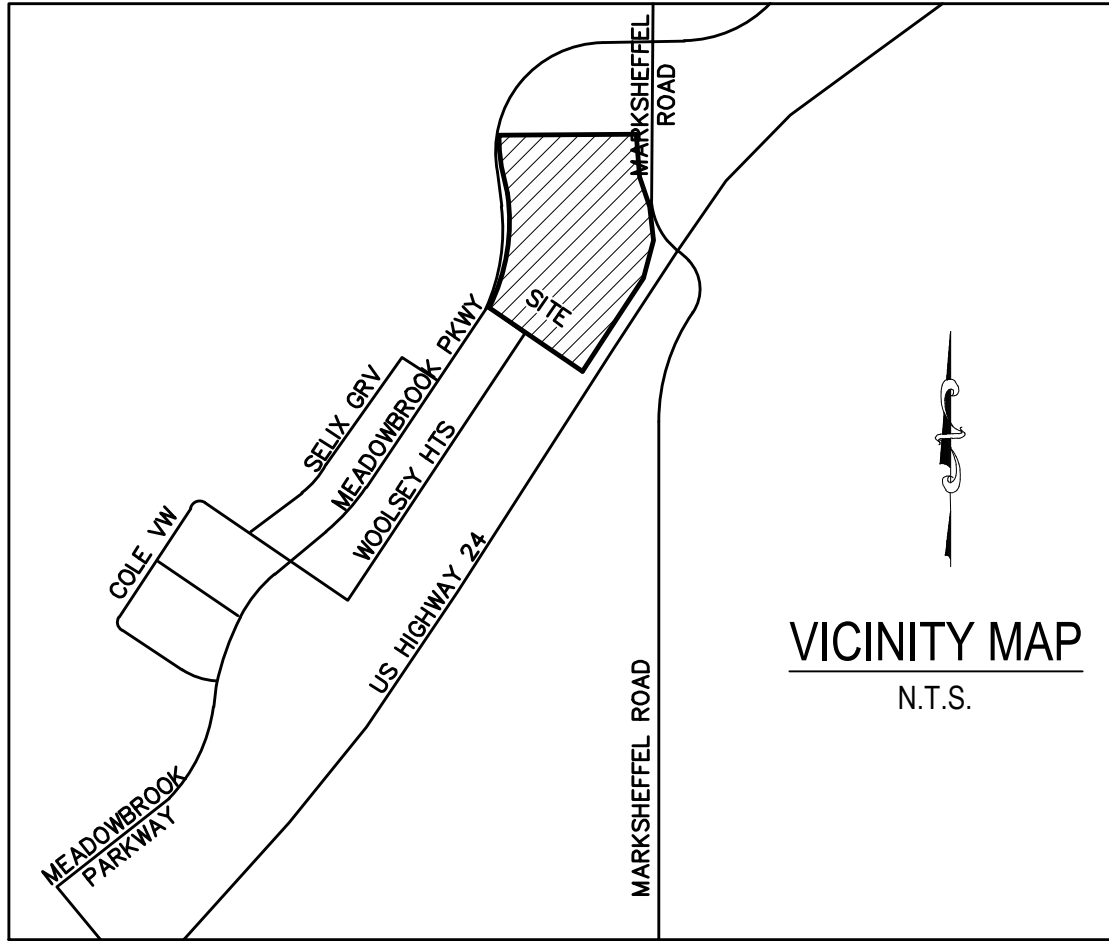 MARKSHEFFEL
ROAD
SITE
MEADOWBROOK PKWY
SELIX GRV
WOOLSEY HTS
COLE VW
US HIGHWAY 24
MARKSHEFFEL ROAD
MEADOWBROOK
PARKWAY
VICINITY MAP
N.T.S.